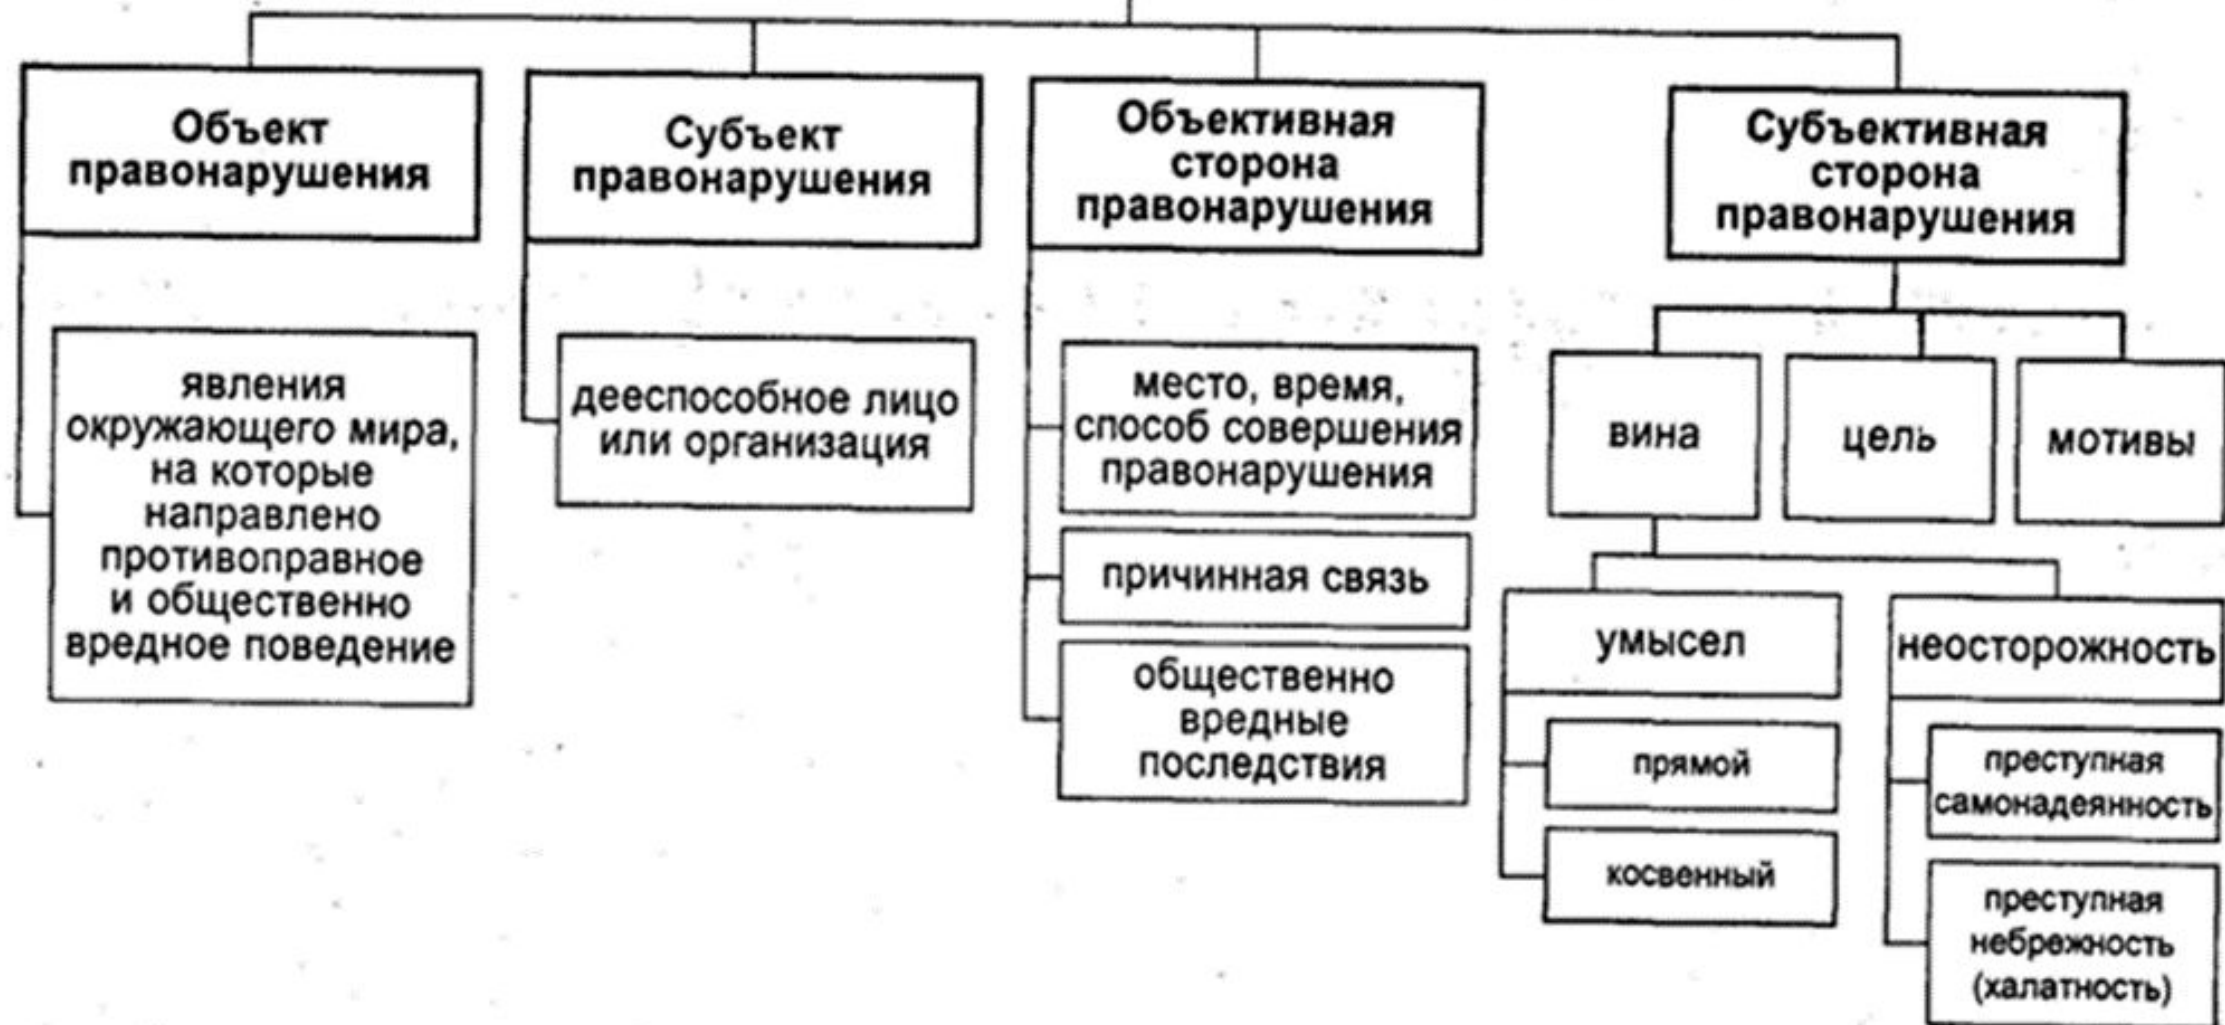 Объект
правонарушения
Субъект
правонарушения
Объективная
сторона
правонарушения
Субъективная
сторона
правонарушения
явления
окружающего мира,
на которые
направлено
противоправное
и общественно
вредное поведение
дееспособное лицо
или организация
место, время,
способ совершения
правонарушения
причинная связь
общественно
вредные
последствия
вина
цель
мотивы
умысел
прямой
косвенный
неосторожность
преступная
самонадеянность
преступная
небрежность
(халатность)